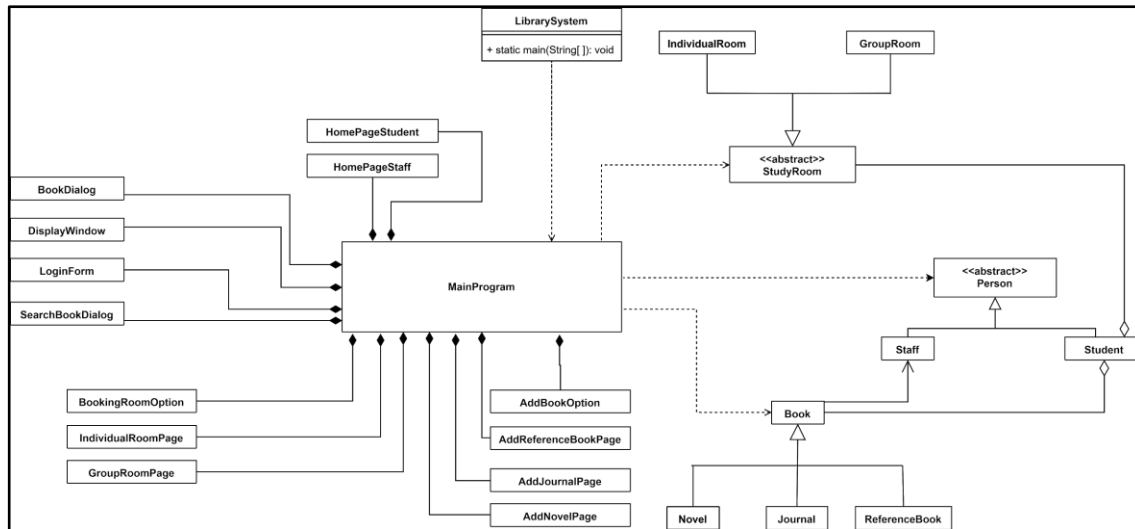 LibrarySystem
+ static main(String[ ]): void
IndividualRoom
GroupRoom
HomePageStudent
HomePageStaff
<<abstract>>
StudyRoom
BookDialog
DisplayWindow
LoginForm
SearchBookDialog
MainProgram
<<abstract>>
Person
Staff
Student
BookingRoomOption
IndividualRoomPage
GroupRoomPage
AddBookOption
AddReferenceBookPage
AddJournalPage
AddNovelPage
Book
Novel
Journal
ReferenceBook